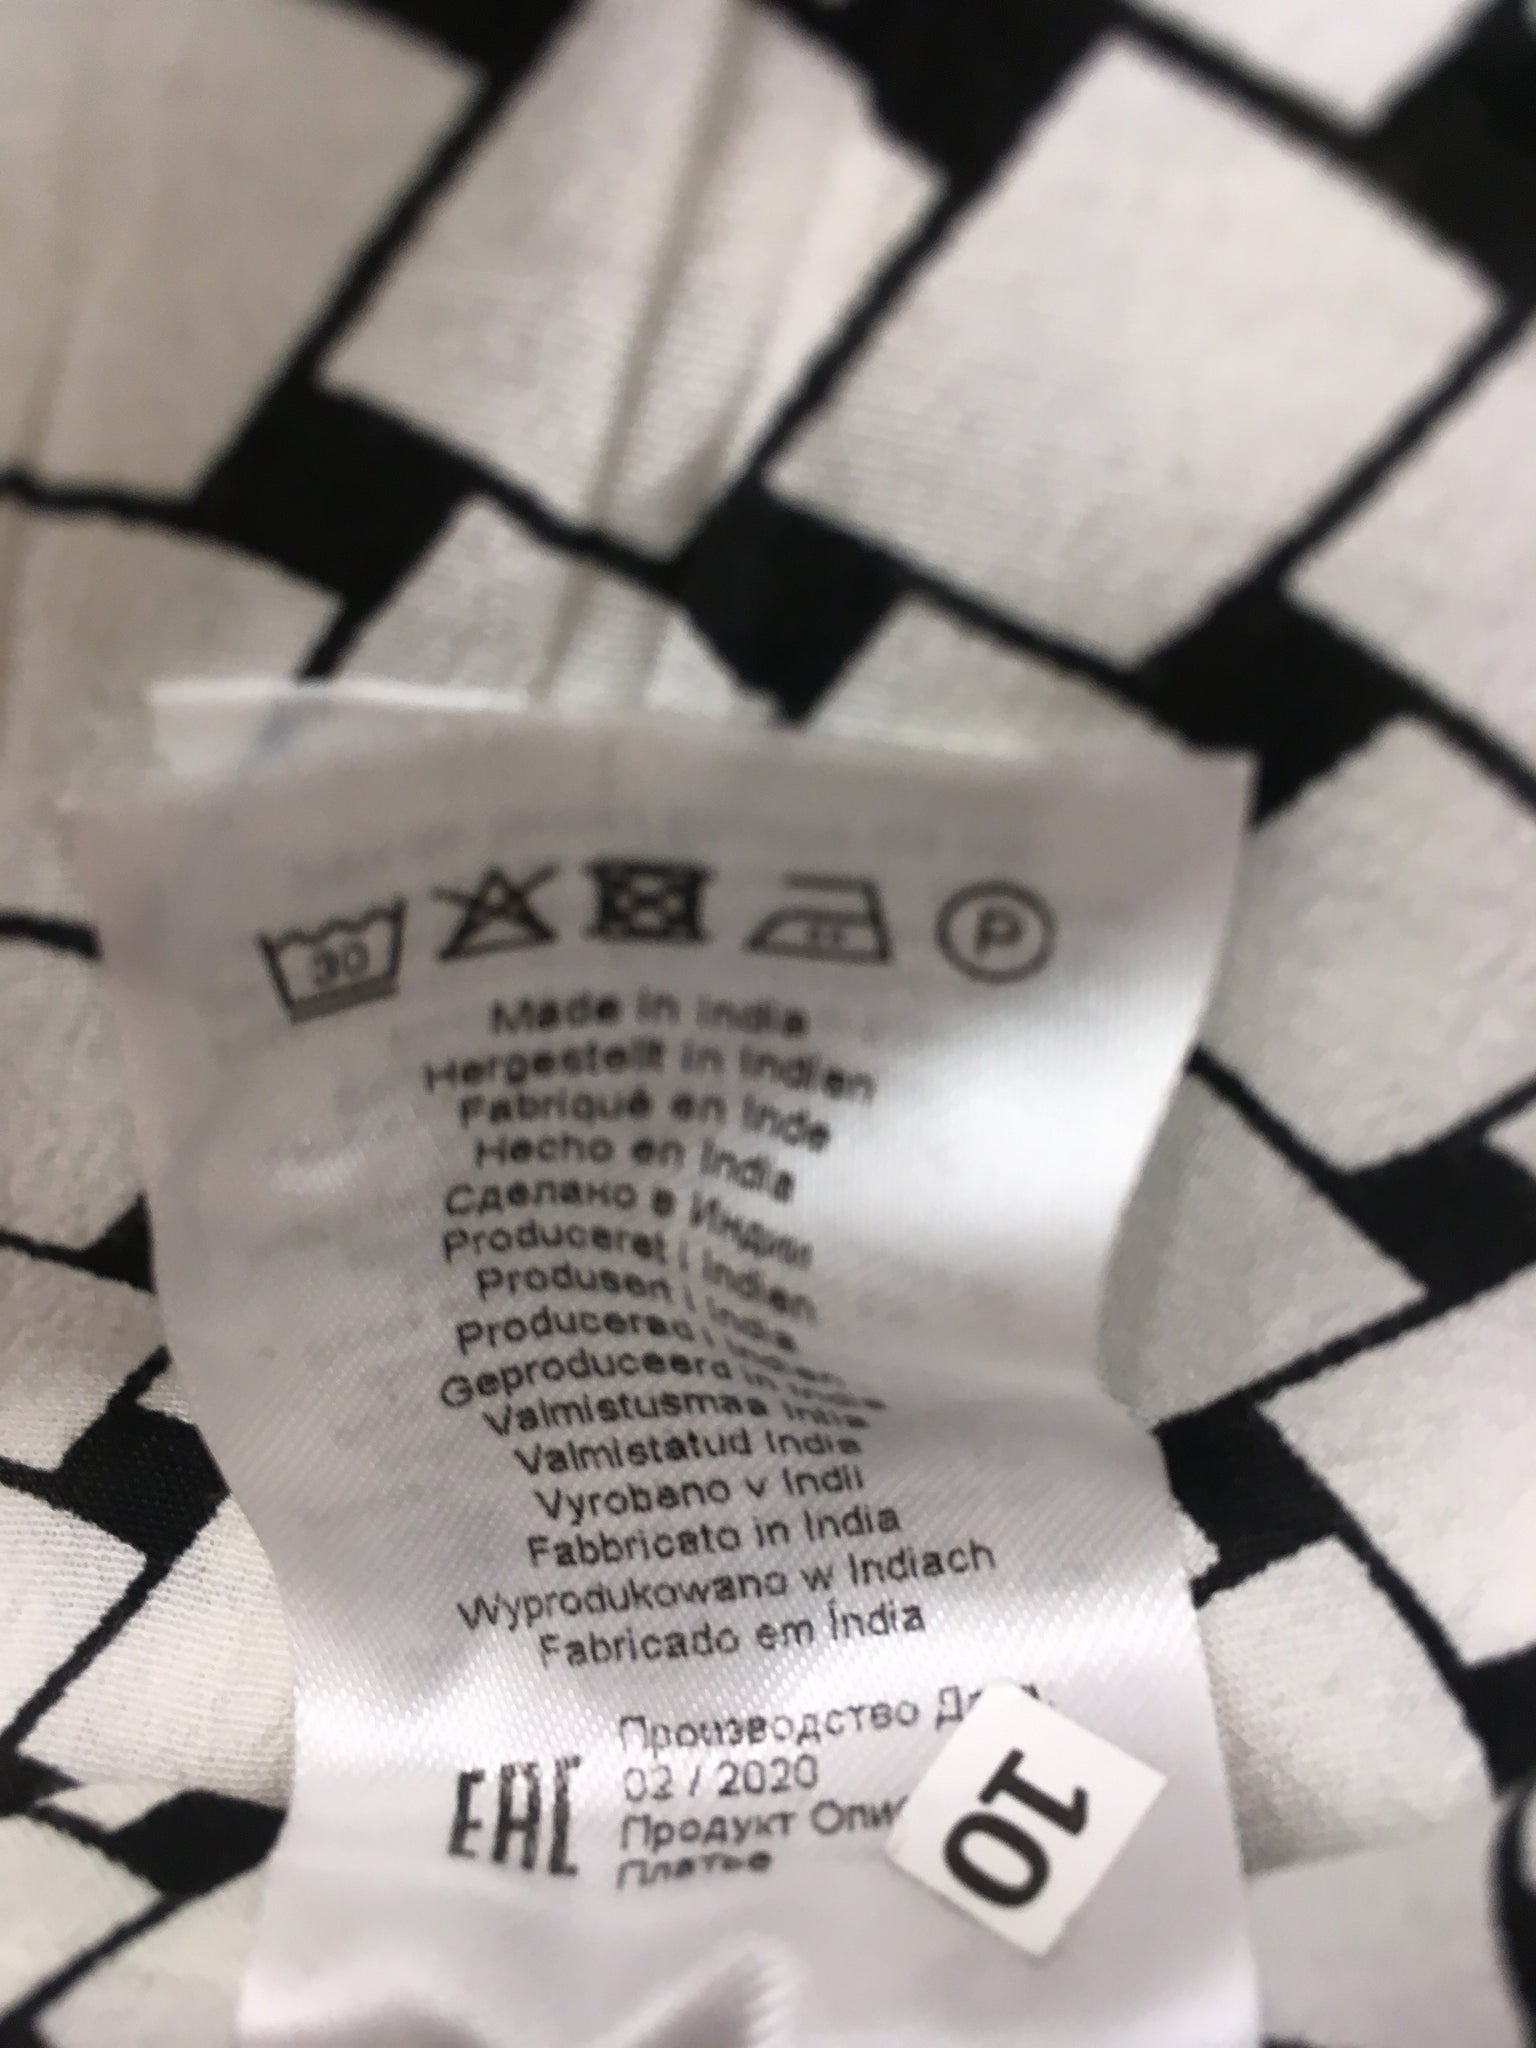 30
P
Made in India
Hergestellt in Indien
Fabriqué en Inde
Hecho en India
Сделано в Индии
Produceret i Indien
Produsert i India
Producerad i Indien
Geproduceerd in India
Valmistusmaa Intia
Valmistatud India
Vyrobeno v Indii
Fabbricato in India
Wyprodukowano w Indiach
Fabricado em Índia
Производство
02 / 2020
Продукт
Платье
EAC
10